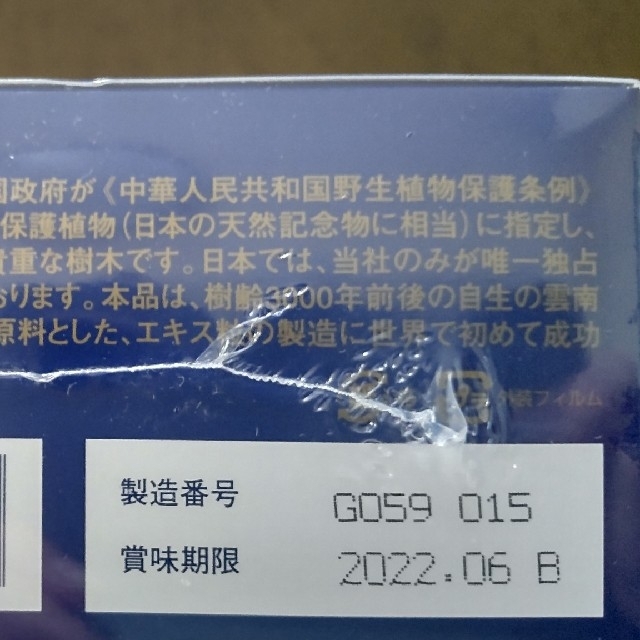 国政府が《中華人民共和国野生植物保護条例》
保護植物(日本の天然記念物に相当)に指定し、
貴重な樹木です。日本では、当社のみが唯一独占
おります。本品は、樹齢3000年前後の自生の雲南
原料とした、エキス粒の製造に世界で初めて成功
外装フィルム
製造番号 G059 015
賞味期限 2022.06 B